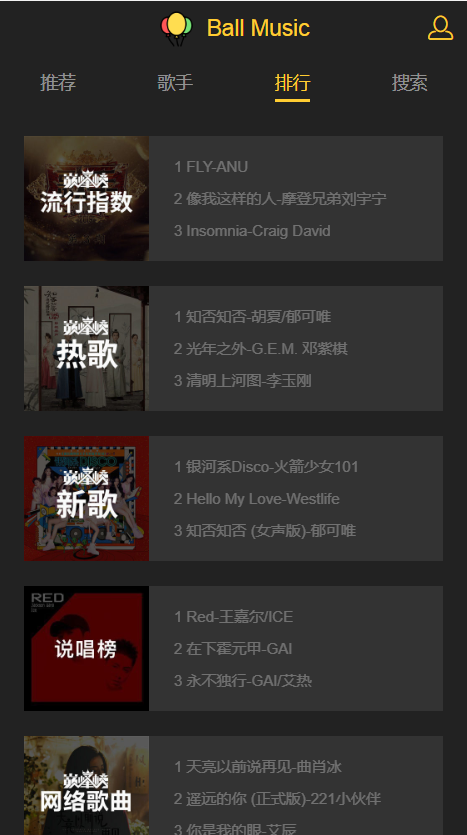 Ball Music
推荐 歌手 排行 搜索
巅峰榜
流行指数
1 FLY-ANU
2 像我这样的人-摩登兄弟刘宇宁
3 Insomnia-Craig David
巅峰榜
热歌
1 知否知否-胡夏/郁可唯
2 光年之外-G.E.M. 邓紫棋
3 清明上河图-李玉刚
巅峰榜
新歌
1 银河系Disco-火箭少女101
2 Hello My Love-Westlife
3 知否知否 (女声版)-郁可唯
RED
说唱榜
1 Red-王嘉尔/ICE
2 在下霍元甲-GAI
3 永不独行-GAI/艾热
巅峰榜
网络歌曲
1 天亮以前说再见-曲肖冰
2 遥远的你 (正式版)-221小伙伴
3 你是我的眼-艾辰